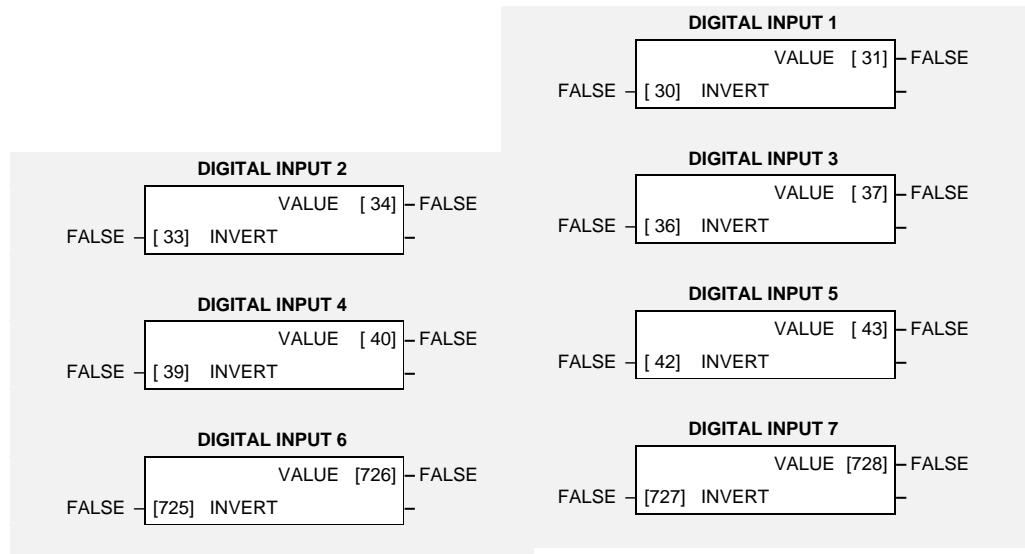 DIGITAL INPUT 1
VALUE [ 31] FALSE
FALSE [ 30] INVERT
DIGITAL INPUT 2
VALUE [ 34] FALSE
FALSE [ 33] INVERT
DIGITAL INPUT 3
VALUE [ 37] FALSE
FALSE [ 36] INVERT
DIGITAL INPUT 4
VALUE [ 40] FALSE
FALSE [ 39] INVERT
DIGITAL INPUT 5
VALUE [ 43] FALSE
FALSE [ 42] INVERT
DIGITAL INPUT 6
VALUE [726] FALSE
FALSE [725] INVERT
DIGITAL INPUT 7
VALUE [728] FALSE
FALSE [727] INVERT